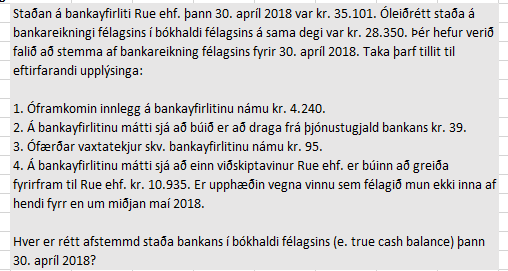 Staðan á bankayfirliti Rue ehf. þann 30. apríl 2018 var kr. 35.101. Óleiðrétt staða á
bankareikningi félagsins í bókhaldi félagsins á sama degi var kr. 28.350. Þér hefur verið
falið að stemma af bankareikning félagsins fyrir 30. apríl 2018. Taka þarf tillit til
eftirfarandi upplýsinga:
1. Óframkomin innlegg á bankayfirlitinu námu kr. 4.240.
2. Á bankayfirlitinu mátti sjá að búið er að draga frá þjónustugjald bankans kr. 39.
3. Ófærðar vaxtatekjur skv. bankayfirlitinu námu kr. 95.
4. Á bankayfirlitinu mátti sjá að einn viðskiptavinur Rue ehf. er búinn að greiða
fyrirfram til Rue ehf. kr. 10.935. Er upphæðin vegna vinnu sem félagið mun ekki inna af
hendi fyrr en um miðjan maí 2018.
Hver er rétt afstemmd staða bankans í bókhaldi félagsins (e. true cash balance) þann
30. apríl 2018?